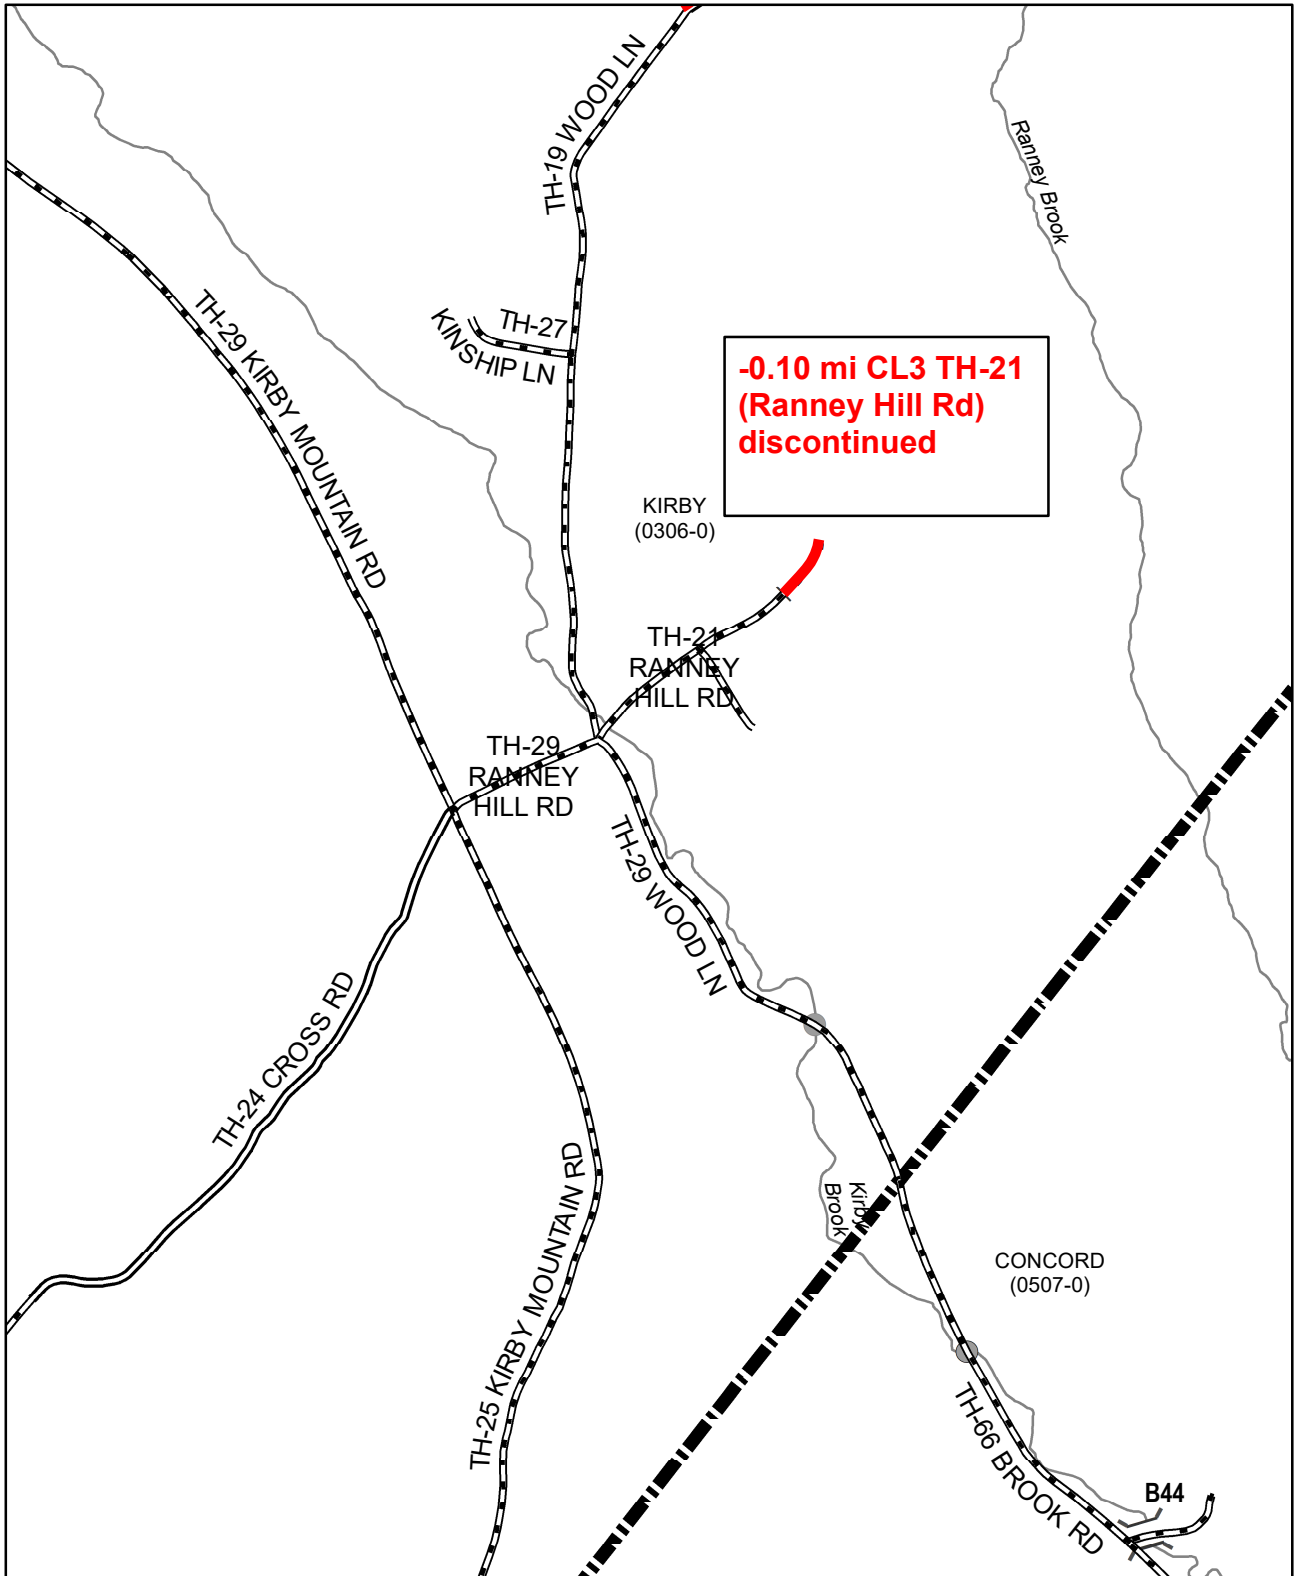 TH-19 WOOD LN
Ranney Brook
TH-29 KIRBY MOUNTAIN RD
TH-27
KINSHIP LN
-0.10 mi CL3 TH-21
(Ranney Hill Rd)
discontinued
KIRBY
(0306-0)
TH-21
RANNEY
HILL RD
TH-29
RANNEY
HILL RD
TH-29 WOOD LN
TH-24 CROSS RD
TH-25 KIRBY MOUNTAIN RD
Kirby
Brook
CONCORD
(0507-0)
TH-66 BROOK RD
B44